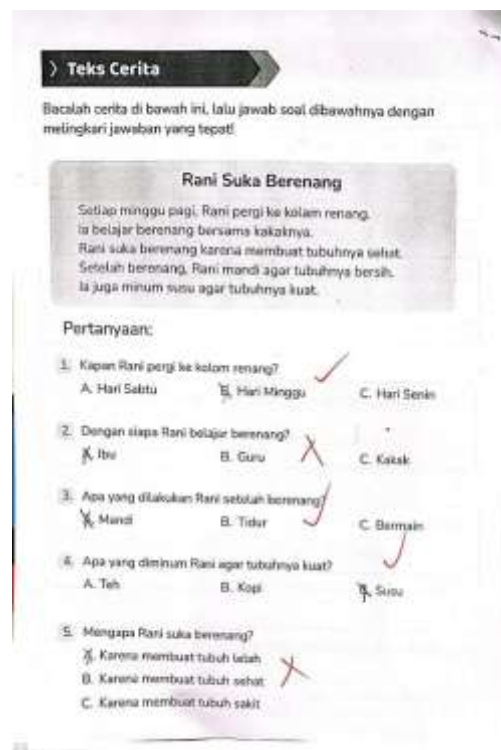 Teks Cerita
Bacalah cerita di bawah ini, lalu jawab soal dibawahnya dengan
melingkari jawaban yang tepat!
Rani Suka Berenang
Setiap minggu pagi, Rani pergi ke kolam renang.
Ia belajar berenang bersama kakaknya.
Rani suka berenang karena membuat tubuhnya sehat.
Setelah berenang, Rani mandi agar tubuhnya bersih.
Ia juga minum susu agar tubuhnya kuat.
Pertanyaan:
1. Kapan Rani pergi ke kolam renang?
A. Hari Sabtu B. Hari Minggu C. Hari Senin
2. Dengan siapa Rani belajar berenang?
A. Ibu B. Guru C. Kakak
3. Apa yang dilakukan Rani setelah berenang?
A. Mandi B. Tidur C. Bermain
4. Apa yang diminum Rani agar tubuhnya kuat?
A. Teh B. Kopi C. Susu
5. Mengapa Rani suka berenang?
A. Karena membuat tubuh lelah
B. Karena membuat tubuh sehat
C. Karena membuat tubuh sakit